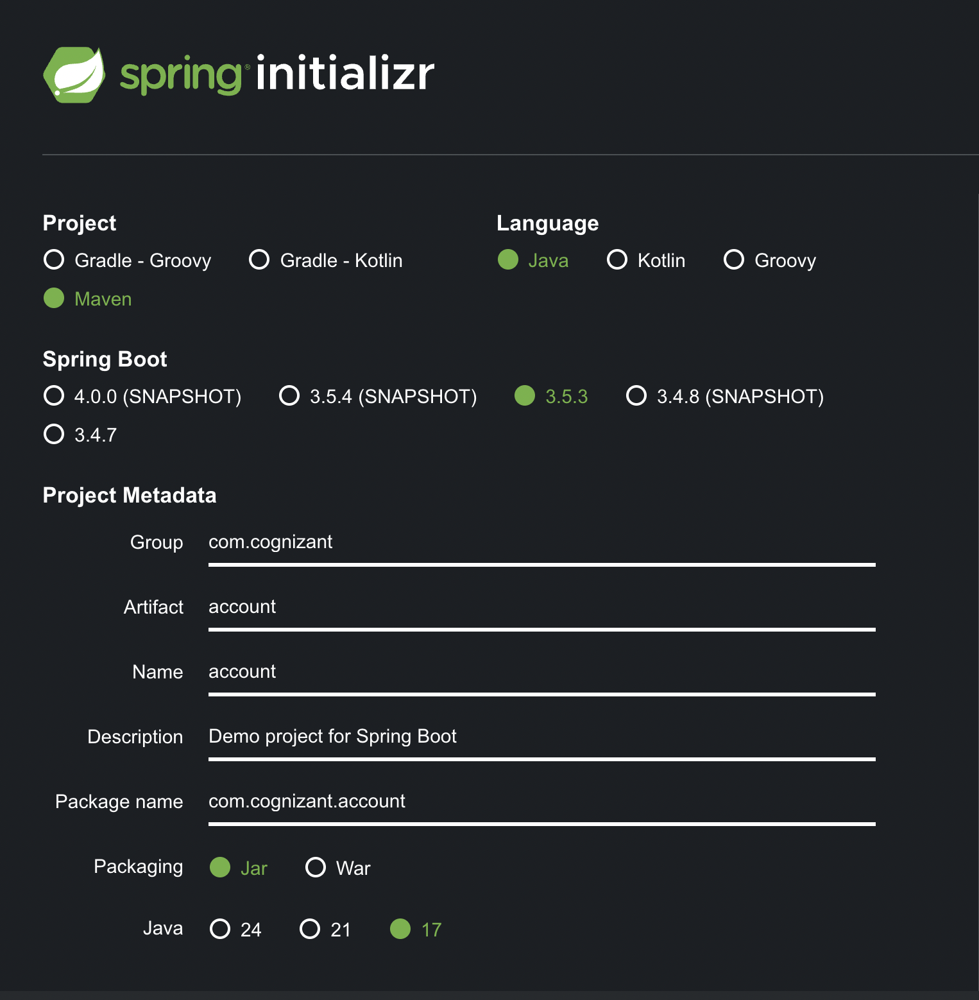 spring® initializr
Project
Gradle - Groovy Gradle - Kotlin
Maven
Language
Java Kotlin Groovy
Spring Boot
4.0.0 (SNAPSHOT) 3.5.4 (SNAPSHOT) 3.5.3 3.4.8 (SNAPSHOT)
3.4.7
Project Metadata
Group com.cognizant
Artifact account
Name account
Description Demo project for Spring Boot
Package name com.cognizant.account
Packaging Jar War
Java 24 21 17